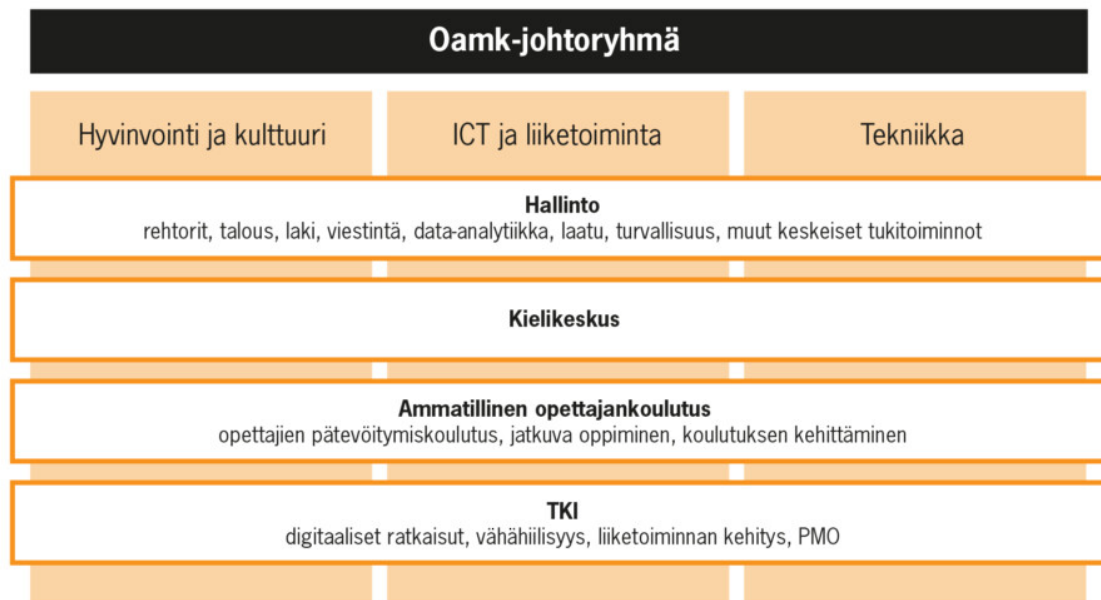 Oamk-johtoryhmä
Hyvinvointi ja kulttuuri
ICT ja liiketoiminta
Tekniikka
Hallinto
rehtorit, talous, laki, viestintä, data-analytiikka, laatu, turvallisuus, muut keskeiset tukitoiminnot
Kielikeskus
Ammatillinen opettajankoulutus
opettajien pätevöitymiskoulutus, jatkuva oppiminen, koulutuksen kehittäminen
TKI
digitaaliset ratkaisut, vähähiilisyys, liiketoiminnan kehitys, PMO